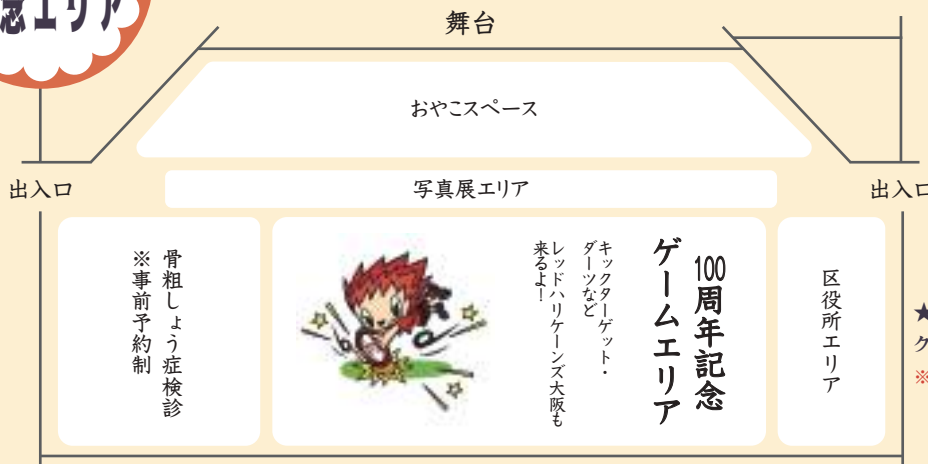 念エリア
舞台
おやこスペース
出入口
写真展エリア
出入口
100周年記念
ゲームエリア
キックターゲット・
ダーツなど
レッドハリケーンズ大阪も
来るよ!
骨粗しょう症検診
※事前予約制
区役所エリア
★
ク
※